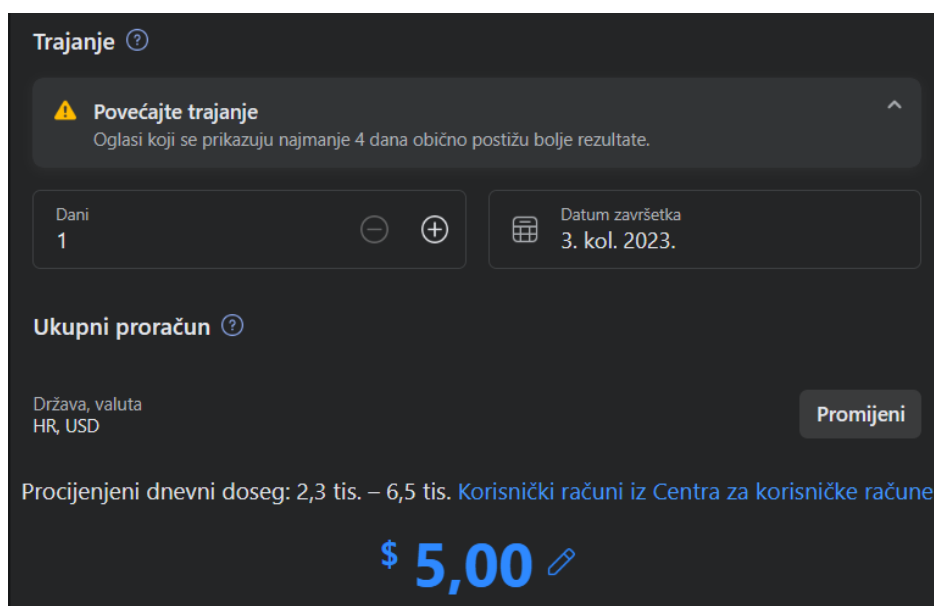 Trajanje
Povećajte trajanje
Oglasi koji se prikazuju najmanje 4 dana obično postižu bolje rezultate.
Dani
1
Datum završetka
3. kol. 2023.
Ukupni proračun
Država, valuta
HR, USD
Promijeni
Procijenjeni dnevni doseg: 2,3 tis. – 6,5 tis. Korisnički računi iz Centra za korisničke račune
$ 5,00